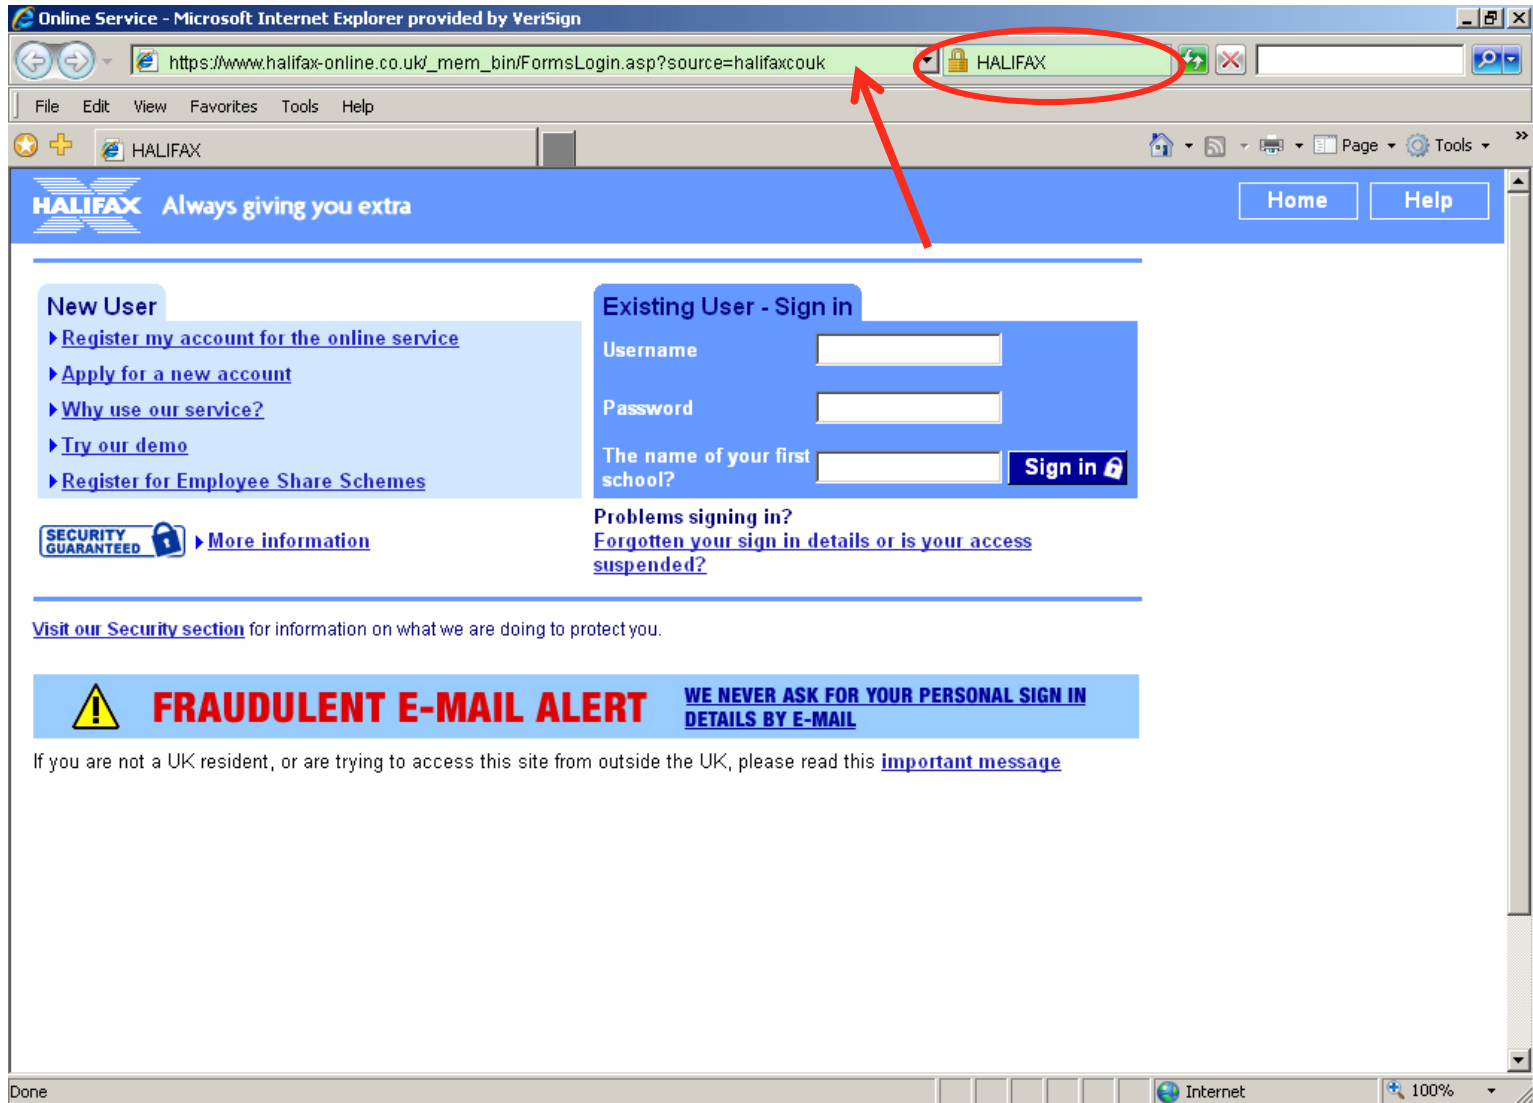 Online Service - Microsoft Internet Explorer provided by VeriSign
https://www.halifax-online.co.uk/_mem_bin/FormsLogin.asp?source=halifaxcouk
HALIFAX
File Edit View Favorites Tools Help
HALIFAX
Page Tools »
HALIFAX Always giving you extra
Home Help
New User
Register my account for the online service
Apply for a new account
Why use our service?
Try our demo
Register for Employee Share Schemes
SECURITY
GUARANTEED
More information
Existing User - Sign in
Username
Password
The name of your first
school?
Sign in
Problems signing in?
Forgotten your sign in details or is your access
suspended?
Visit our Security section for information on what we are doing to protect you.
FRAUDULENT E-MAIL ALERT
WE NEVER ASK FOR YOUR PERSONAL SIGN IN
DETAILS BY E-MAIL
If you are not a UK resident, or are trying to access this site from outside the UK, please read this important message
Done
Internet
100%